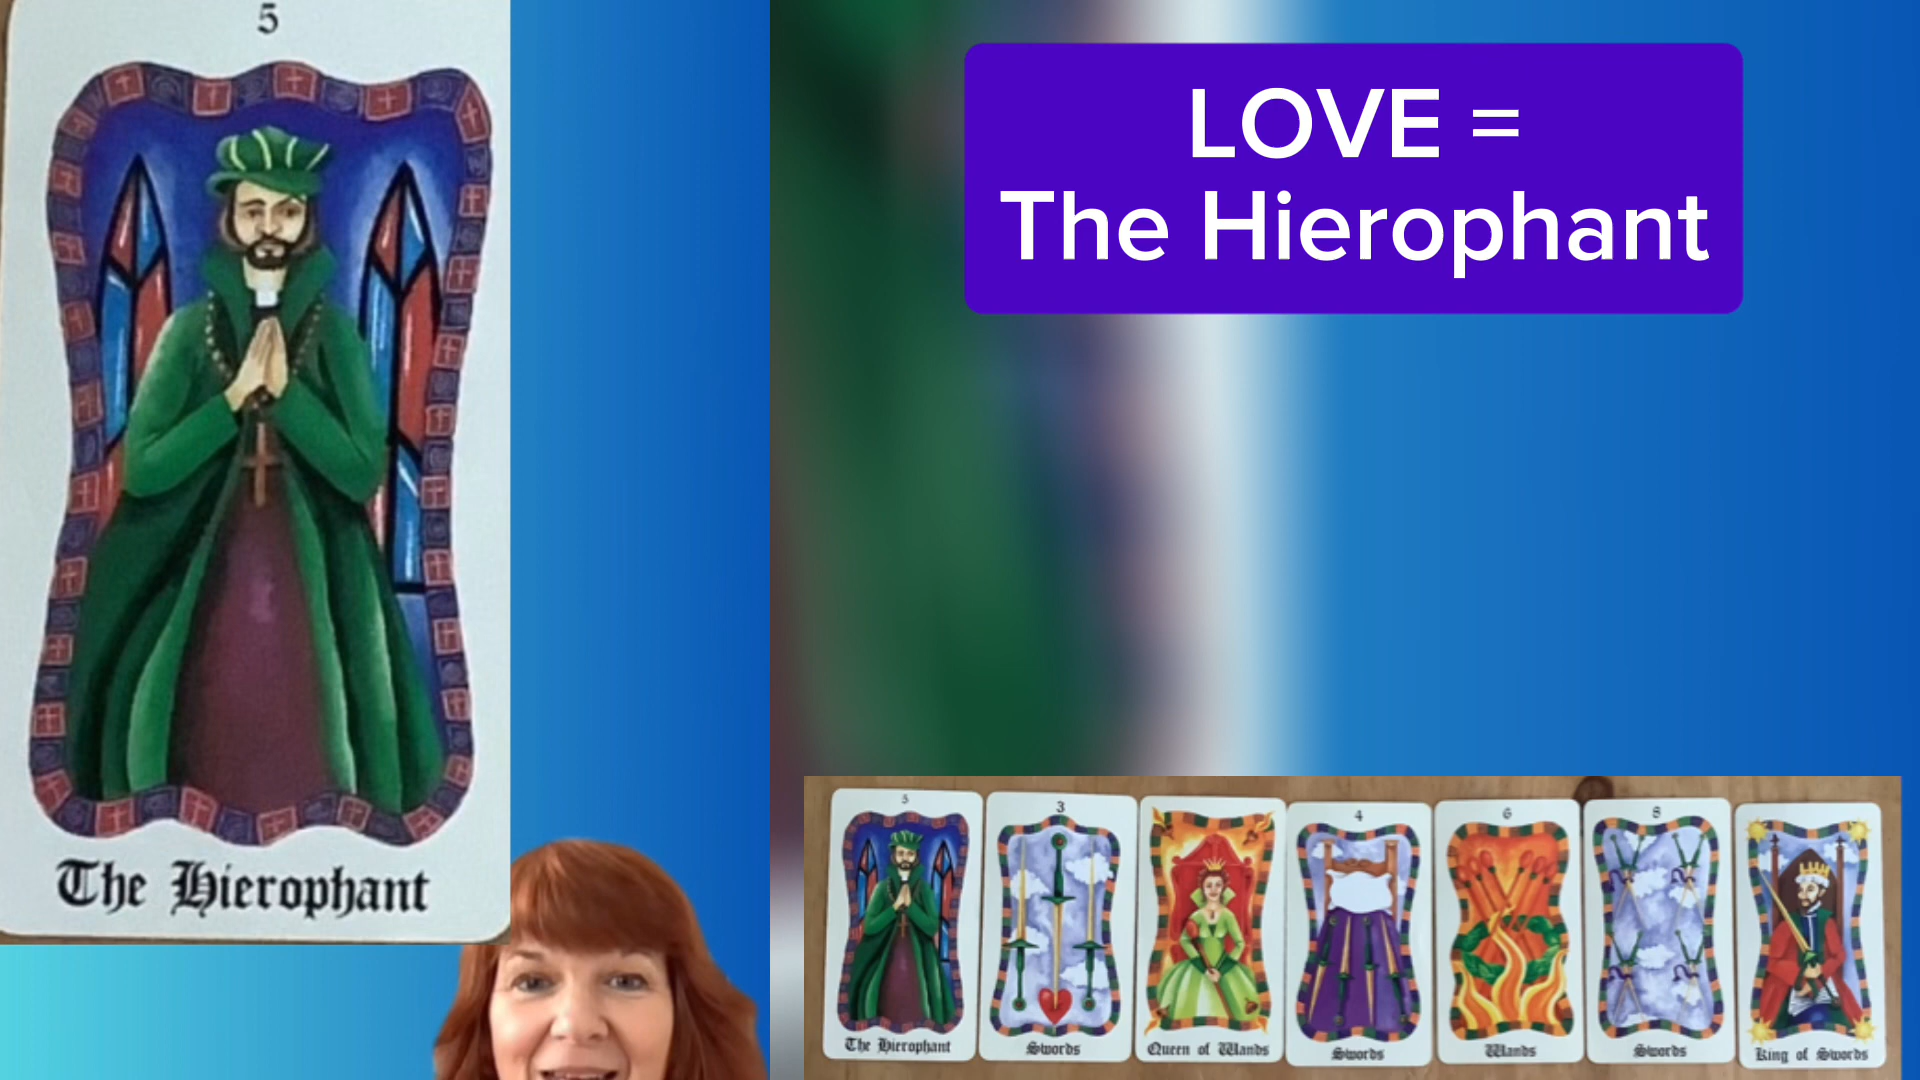 5
The Hierophant
LOVE =
The Hierophant
5
The Hierophant
3
Swords
Queen of Wands
4
Swords
6
Wands
8
Swords
King of Swords